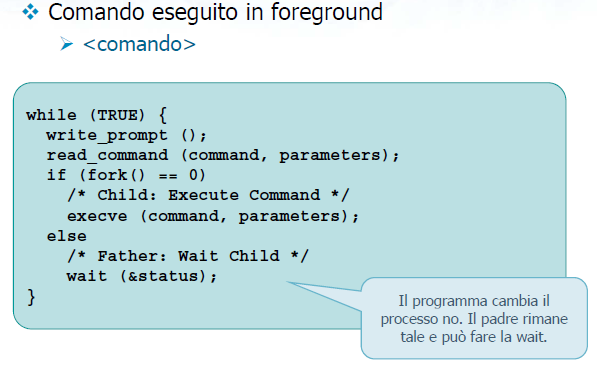 Comando eseguito in foreground
<comando>
while (TRUE) {
write_prompt ();
read_command (command, parameters);
if (fork() == 0)
/* Child: Execute Command */
execve (command, parameters);
else
/* Father: Wait Child */
wait (&status);
}
Il programma cambia il
processo no. Il padre rimane
tale e può fare la wait.